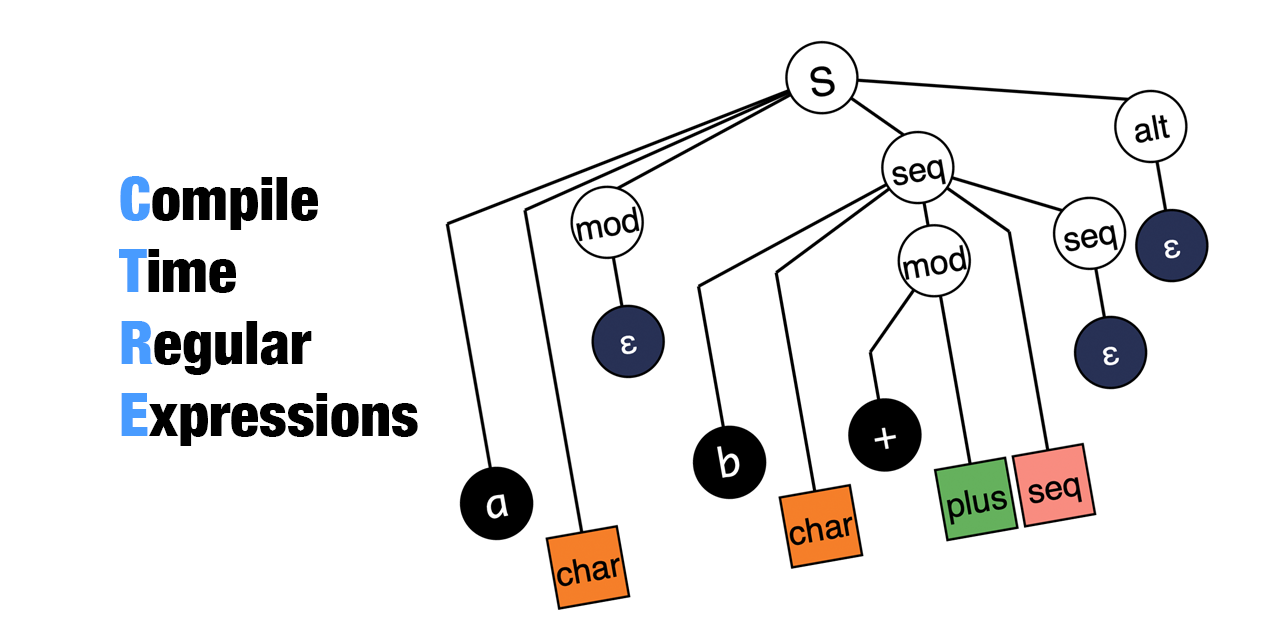 Compile
Time
Regular
Expressions
S
alt
seq
mod
seq
ε
mod
ε
ε
+
b
plus
seq
a
char
char